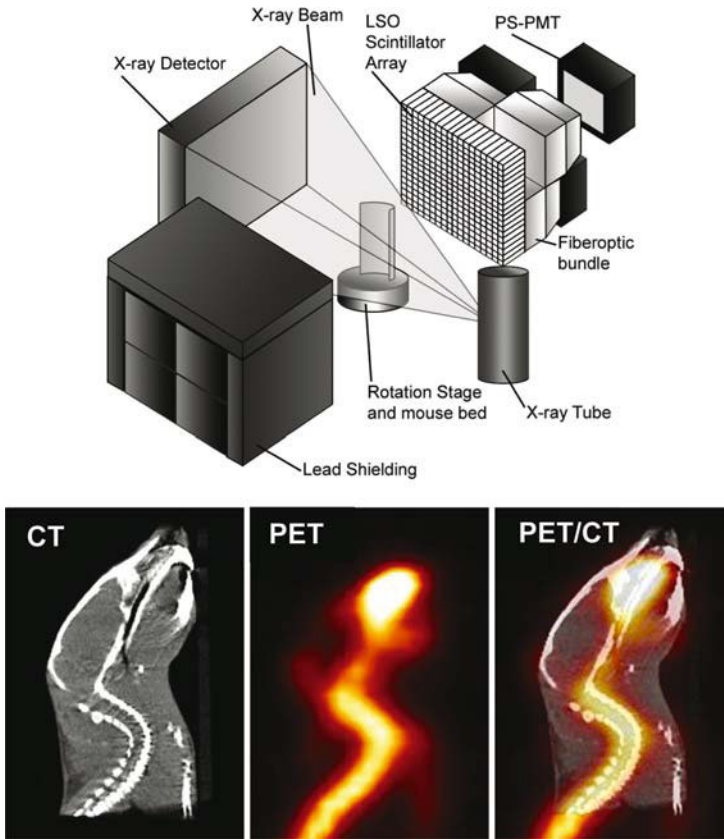 X-ray Beam
LSO
Scintillator
Array
PS-PMT
X-ray Detector
Fiberoptic
bundle
Rotation Stage
and mouse bed
X-ray Tube
Lead Shielding
CT
PET
PET/CT